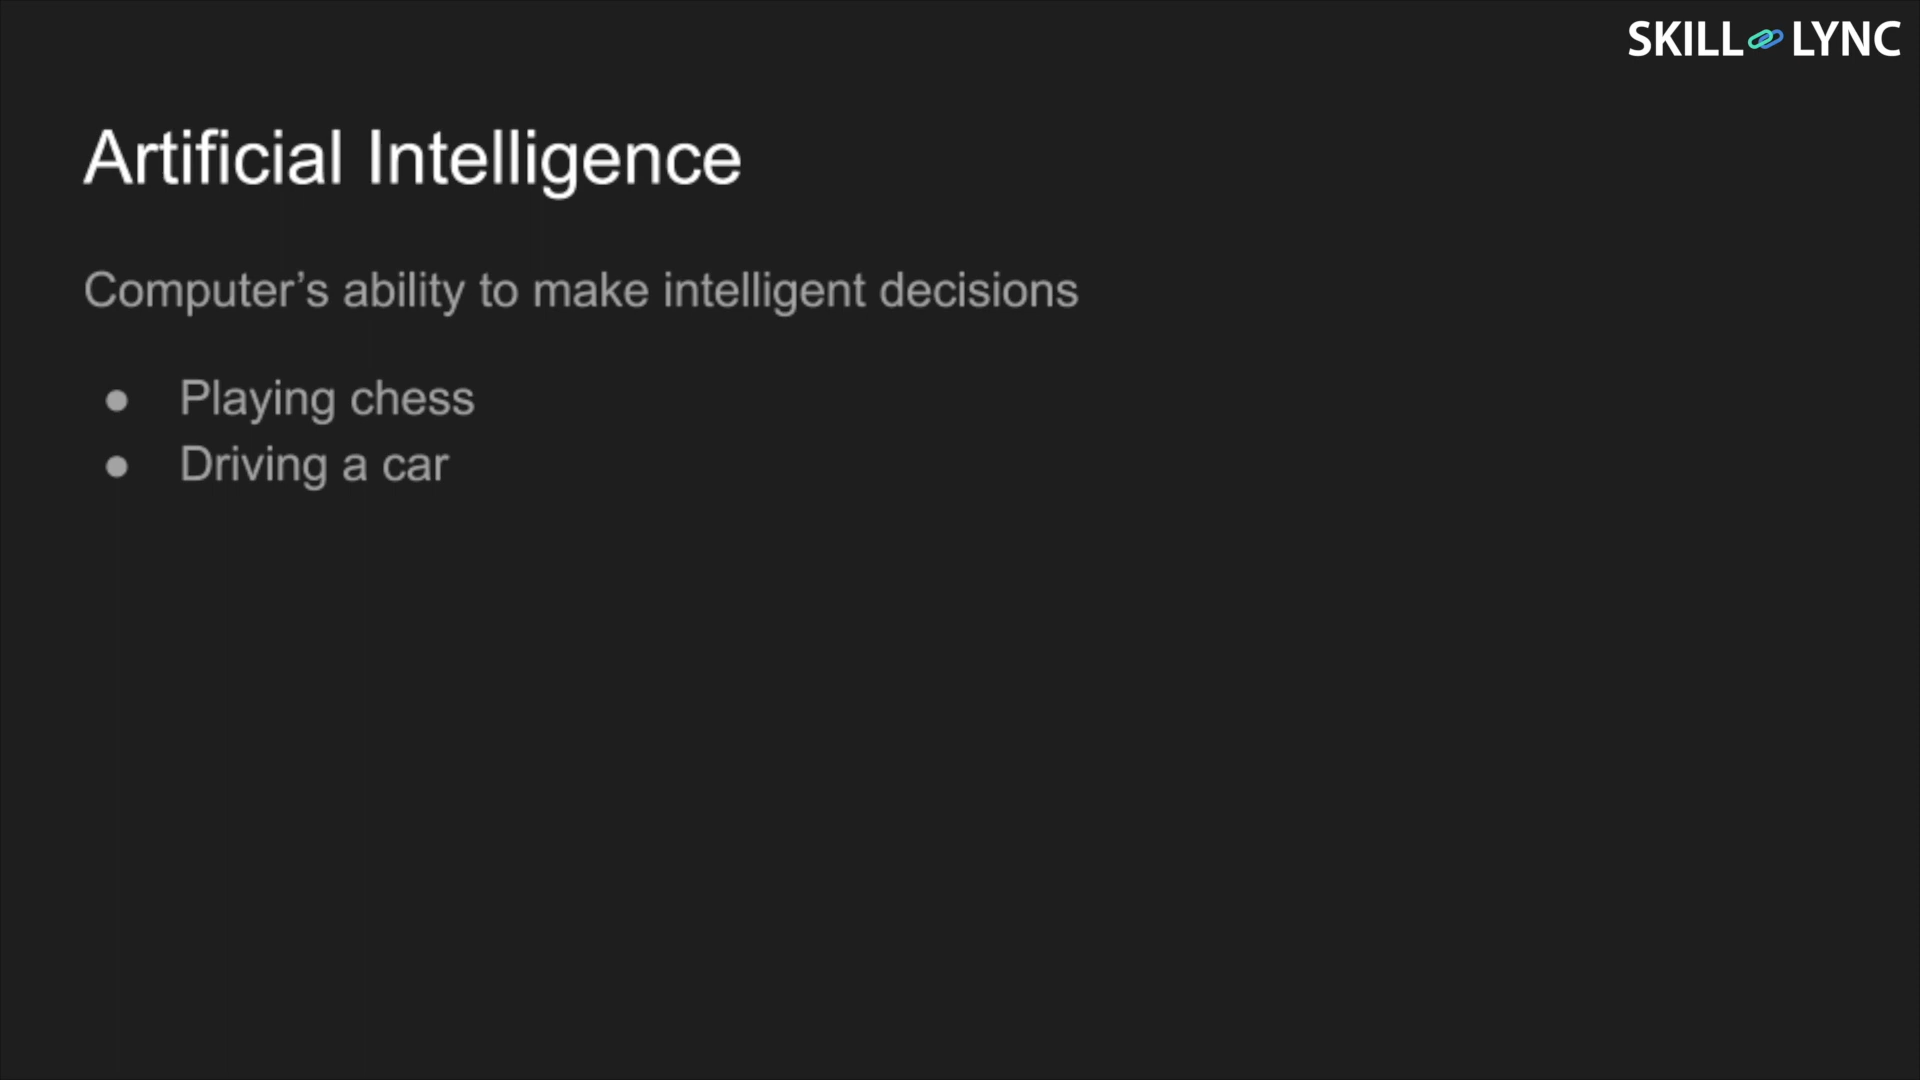 SKILL LYNC
Artificial Intelligence
Computer’s ability to make intelligent decisions
● Playing chess
● Driving a car